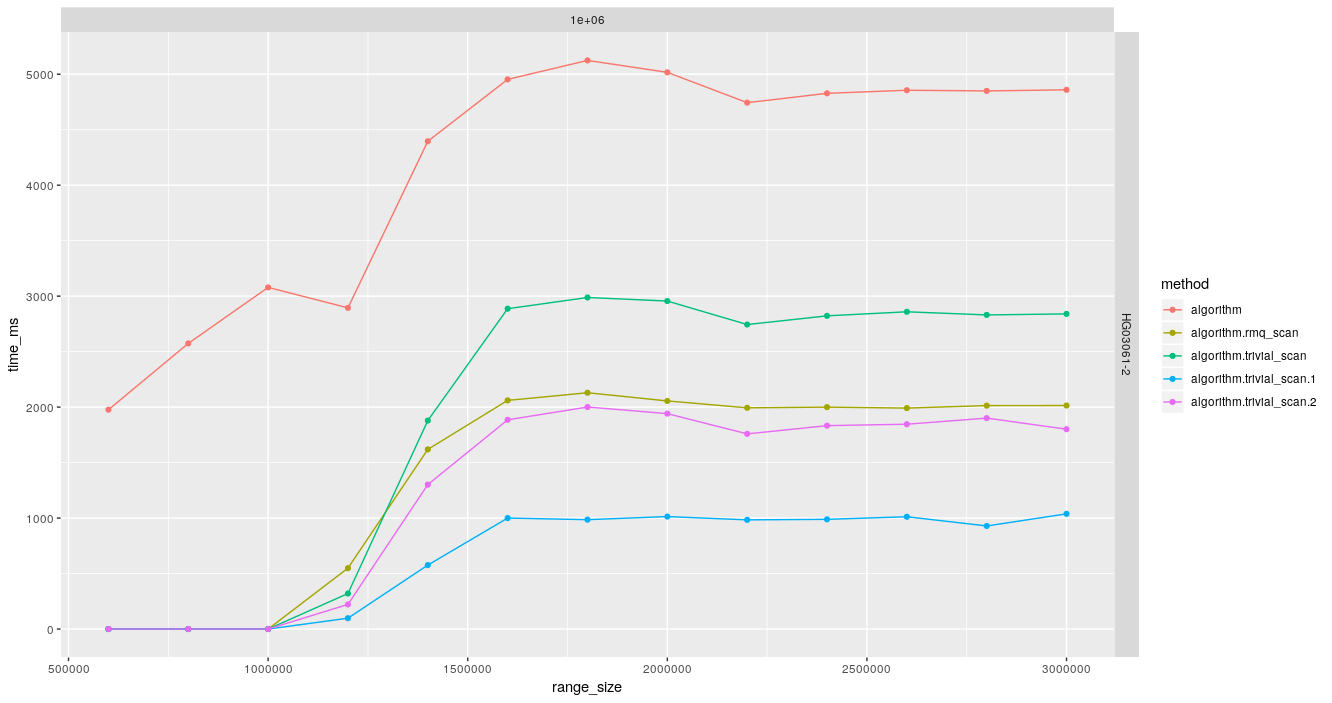 1e+06
5000
4000
3000
2000
1000
0
time_ms
500000 1000000 1500000 2000000 2500000 3000000
range_size
HG03061-2
method
algorithm
algorithm.rmq_scan
algorithm.trivial_scan
algorithm.trivial_scan.1
algorithm.trivial_scan.2